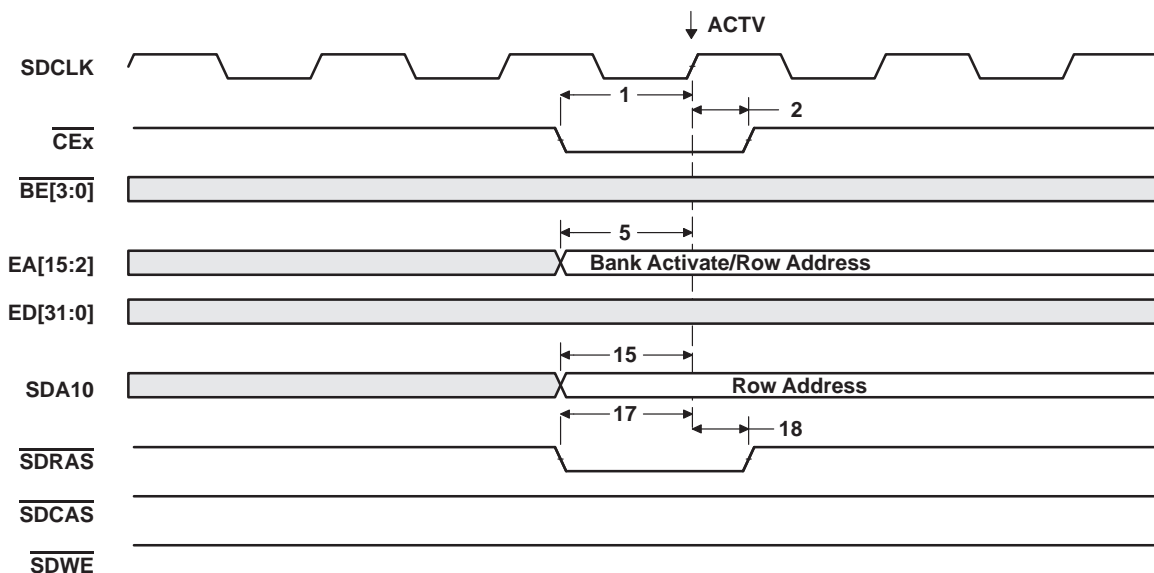 ACTV
SDCLK
1
2
CEx
BE[3:0]
5
EA[15:2]
Bank Activate/Row Address
ED[31:0]
15
SDA10
Row Address
17
18
SDRAS
SDCAS
SDWE